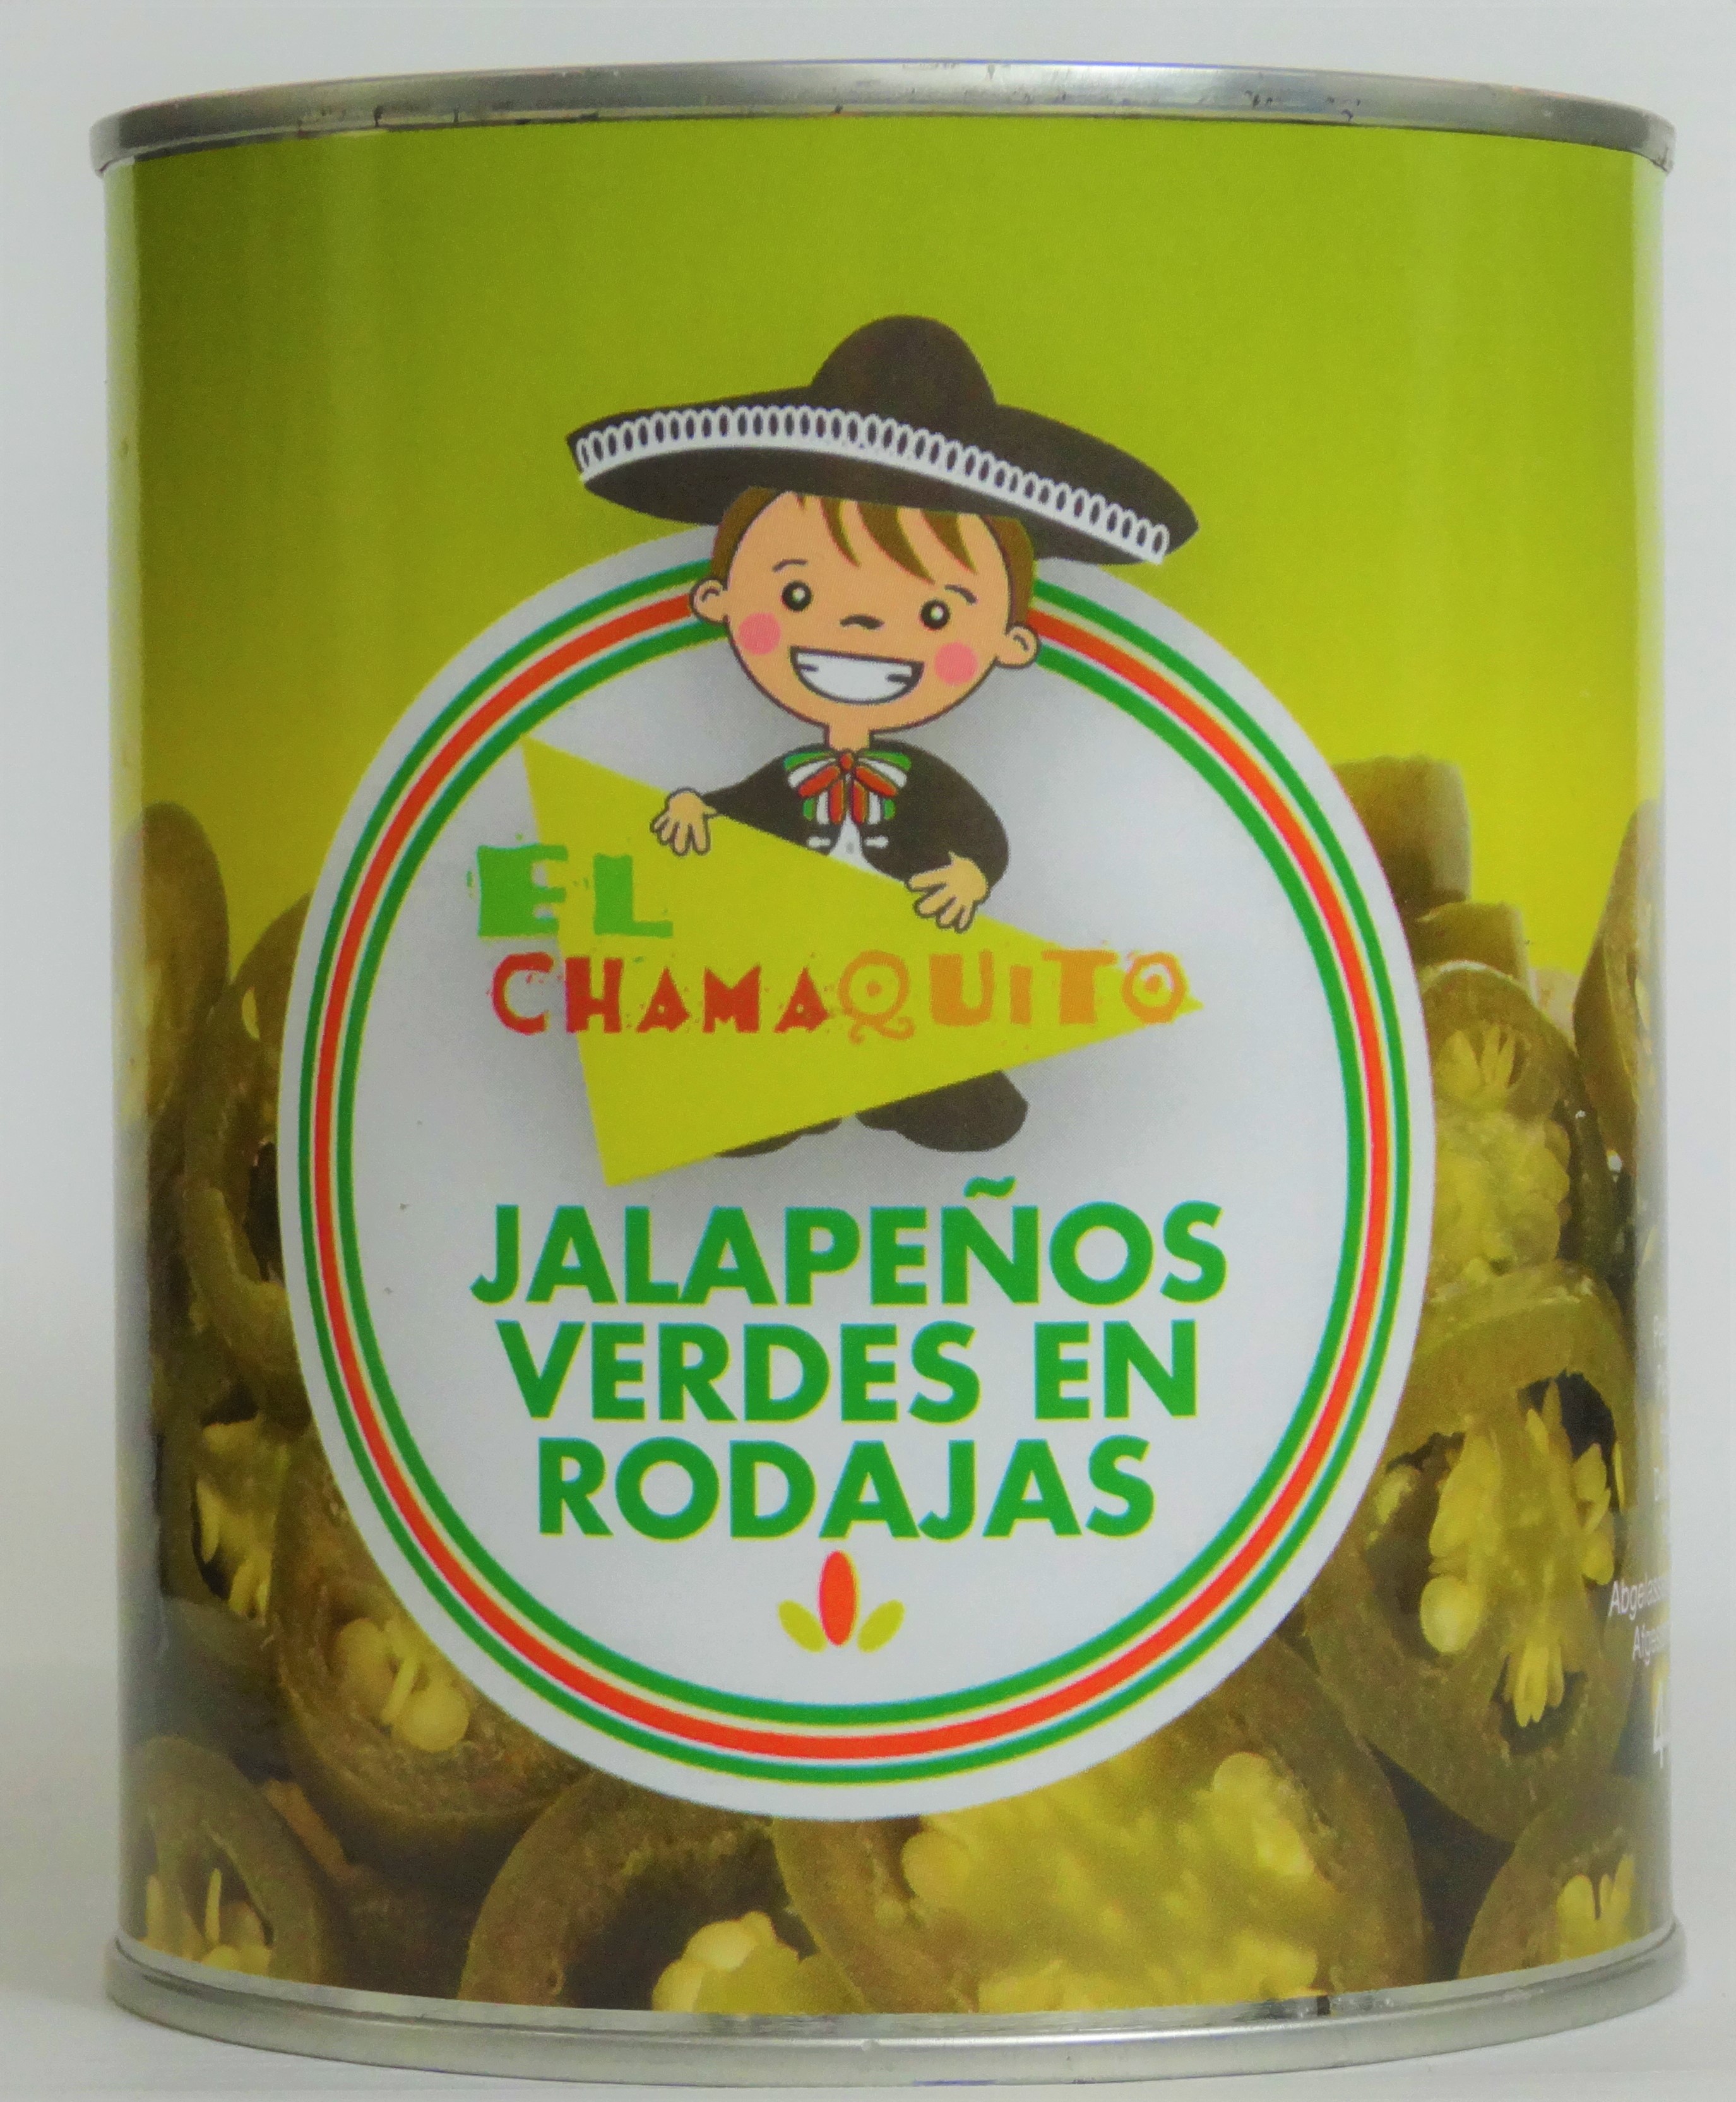 EL
CHAMAQUITO
JALAPEÑOS
VERDES EN
RODAJAS